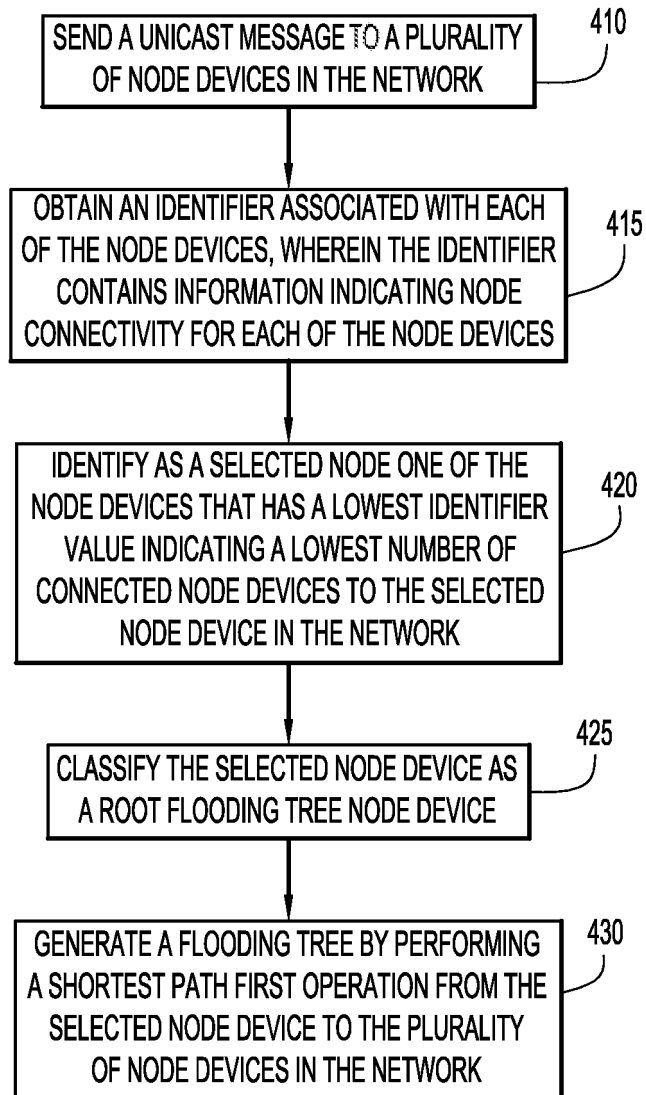 SEND A UNICAST MESSAGE TO A PLURALITY
OF NODE DEVICES IN THE NETWORK
410
OBTAIN AN IDENTIFIER ASSOCIATED WITH EACH
OF THE NODE DEVICES, WHEREIN THE IDENTIFIER
CONTAINS INFORMATION INDICATING NODE
CONNECTIVITY FOR EACH OF THE NODE DEVICES
415
IDENTIFY AS A SELECTED NODE ONE OF THE
NODE DEVICES THAT HAS A LOWEST IDENTIFIER
VALUE INDICATING A LOWEST NUMBER OF
CONNECTED NODE DEVICES TO THE SELECTED
NODE DEVICE IN THE NETWORK
420
CLASSIFY THE SELECTED NODE DEVICE AS
A ROOT FLOODING TREE NODE DEVICE
425
GENERATE A FLOODING TREE BY PERFORMING
A SHORTEST PATH FIRST OPERATION FROM THE
SELECTED NODE DEVICE TO THE PLURALITY
OF NODE DEVICES IN THE NETWORK
430